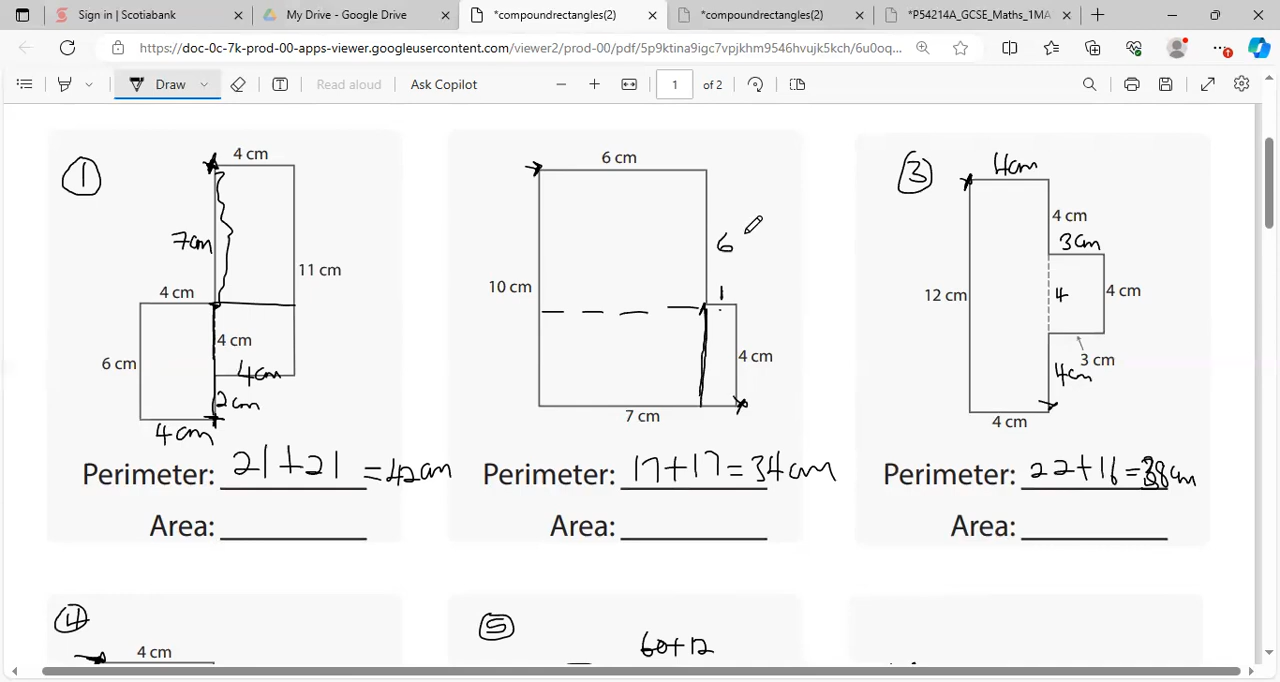 Sign in | Scotiabank
My Drive - Google Drive
*compoundrectangles(2)
*compoundrectangles(2)
*P54214A_GCSE_Maths_1MA
https://doc-0c-7k-prod-00-apps-viewer.googleusercontent.com/viewer2/prod-00/pdf/5p9ktina9igc7vpjkhm9546hvujk5kch/6u0oq...
Draw
Read aloud
Ask Copilot
1 of 2
1
4 cm
7cm
11 cm
4 cm
4 cm
6 cm
4cm
2cm
4cm
Perimeter: 21+21 = 42cm
Area:
6 cm
6
10 cm
1
4 cm
7 cm
Perimeter: 17+17=34cm
Area:
3
4cm
4 cm
3cm
12 cm
4
4 cm
3 cm
4cm
4 cm
Perimeter: 22+16=38cm
Area:
4
4 cm
5
60+12